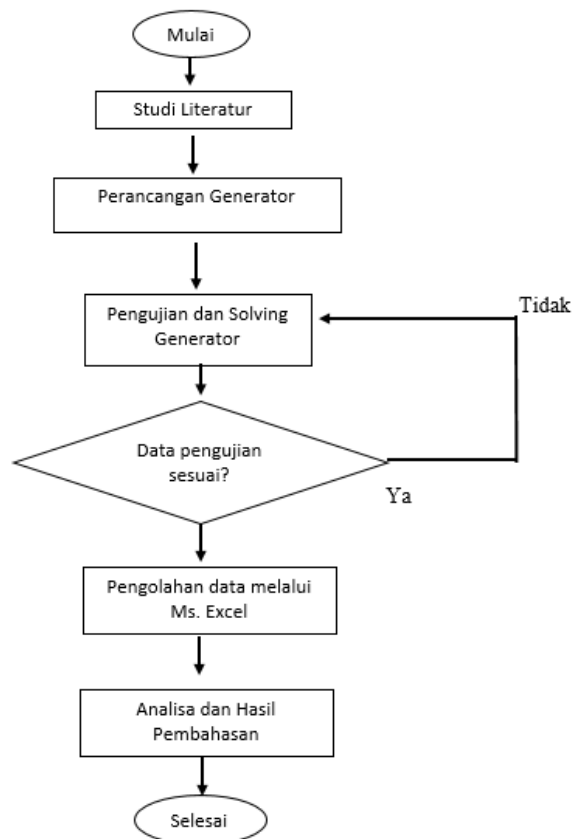 Mulai
Studi Literatur
Perancangan Generator
Pengujian dan Solving
Generator
Tidak
Data pengujian
sesuai?
Ya
Pengolahan data melalui
Ms. Excel
Analisa dan Hasil
Pembahasan
Selesai